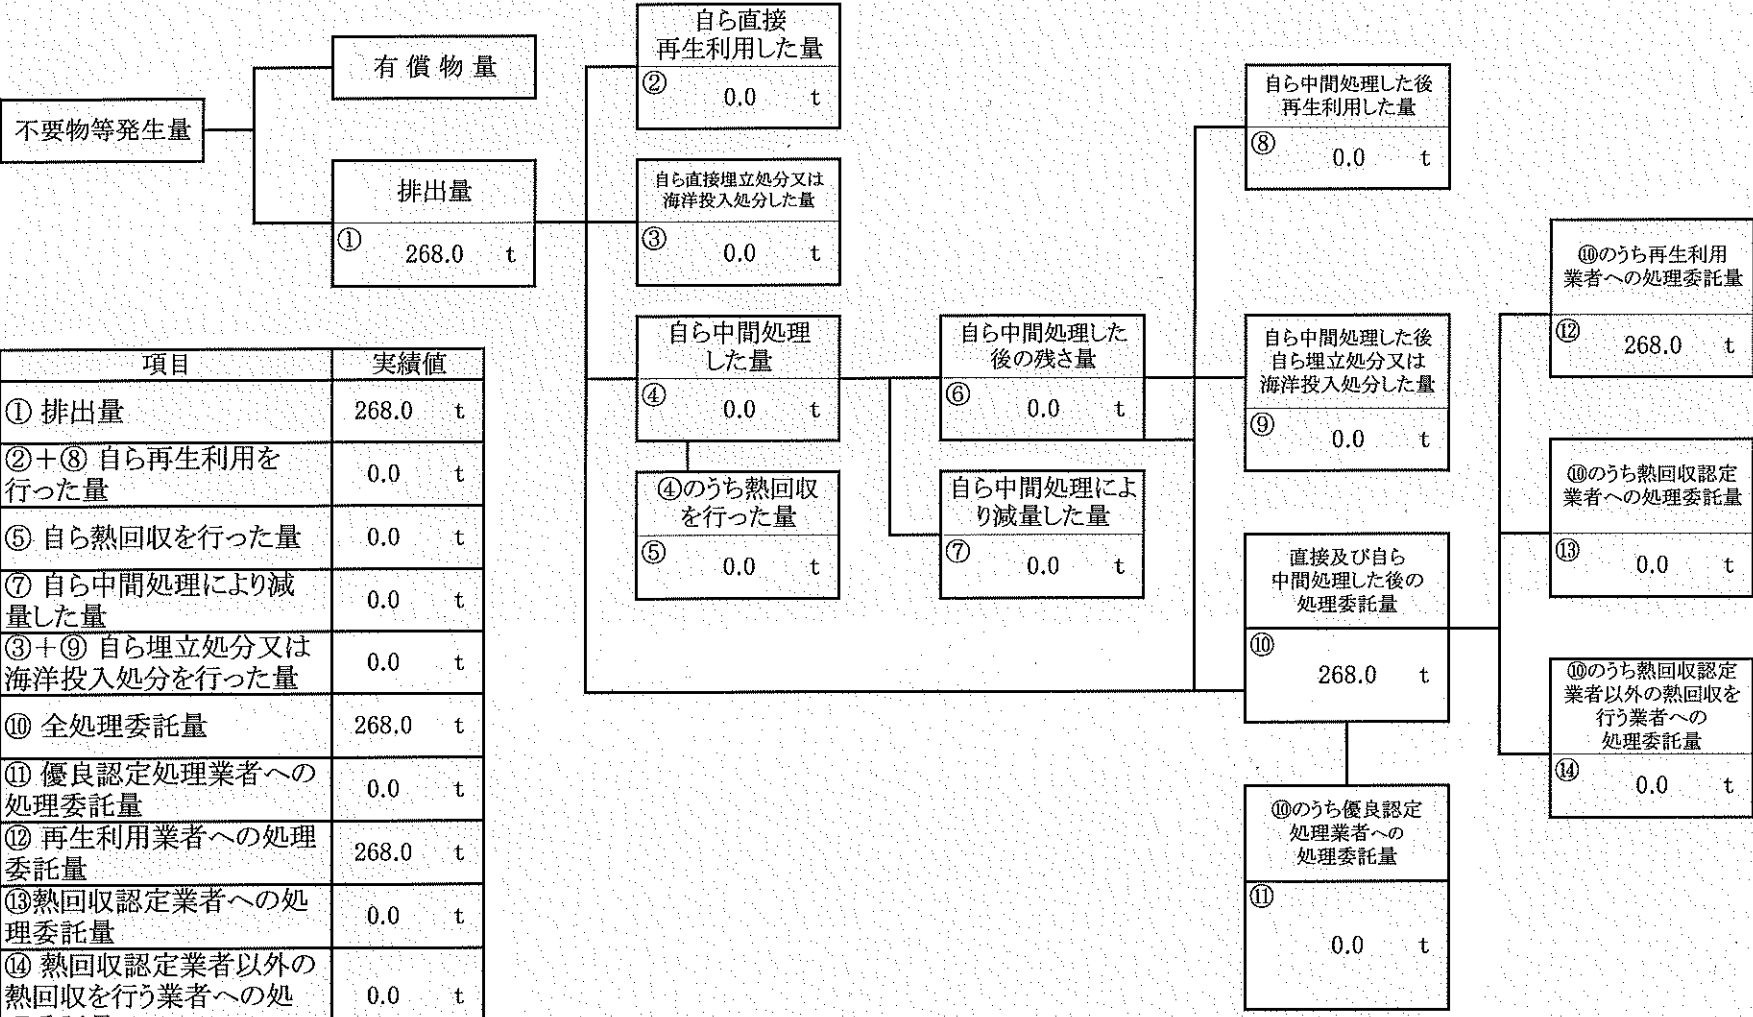 不要物等発生量
有償物量
排出量
① 268.0 t
自ら直接
再生利用した量
② 0.0 t
自ら直接埋立処分又は
海洋投入処分した量
③ 0.0 t
自ら中間処理
した量
④ 0.0 t
④のうち熱回収
を行った量
⑤ 0.0 t
自ら中間処理した
後の残さ量
⑥ 0.0 t
自ら中間処理によ
り減量した量
⑦ 0.0 t
自ら中間処理した後
再生利用した量
⑧ 0.0 t
自ら中間処理した後
自ら埋立処分又は
海洋投入処分した量
⑨ 0.0 t
直接及び自ら
中間処理した後の
処理委託量
⑩ 268.0 t
⑩のうち優良認定
処理業者への
処理委託量
⑪ 0.0 t
⑩のうち再生利用
業者への処理委託量
⑫ 268.0 t
⑩のうち熱回収認定
業者への処理委託量
⑬ 0.0 t
⑩のうち熱回収認定
業者以外の熱回収を
行う業者への
処理委託量
⑭ 0.0 t
項目 実績値
① 排出量 268.0 t
②+⑧ 自ら再生利用を
行った量 0.0 t
⑤ 自ら熱回収を行った量 0.0 t
⑦ 自ら中間処理により減
量した量 0.0 t
③+⑨ 自ら埋立処分又は
海洋投入処分を行った量 0.0 t
⑩ 全処理委託量 268.0 t
⑪ 優良認定処理業者への
処理委託量 0.0 t
⑫ 再生利用業者への処理
委託量 268.0 t
⑬熱回収認定業者への処
理委託量 0.0 t
⑭ 熱回収認定業者以外の
熱回収を行う業者への処 0.0 t